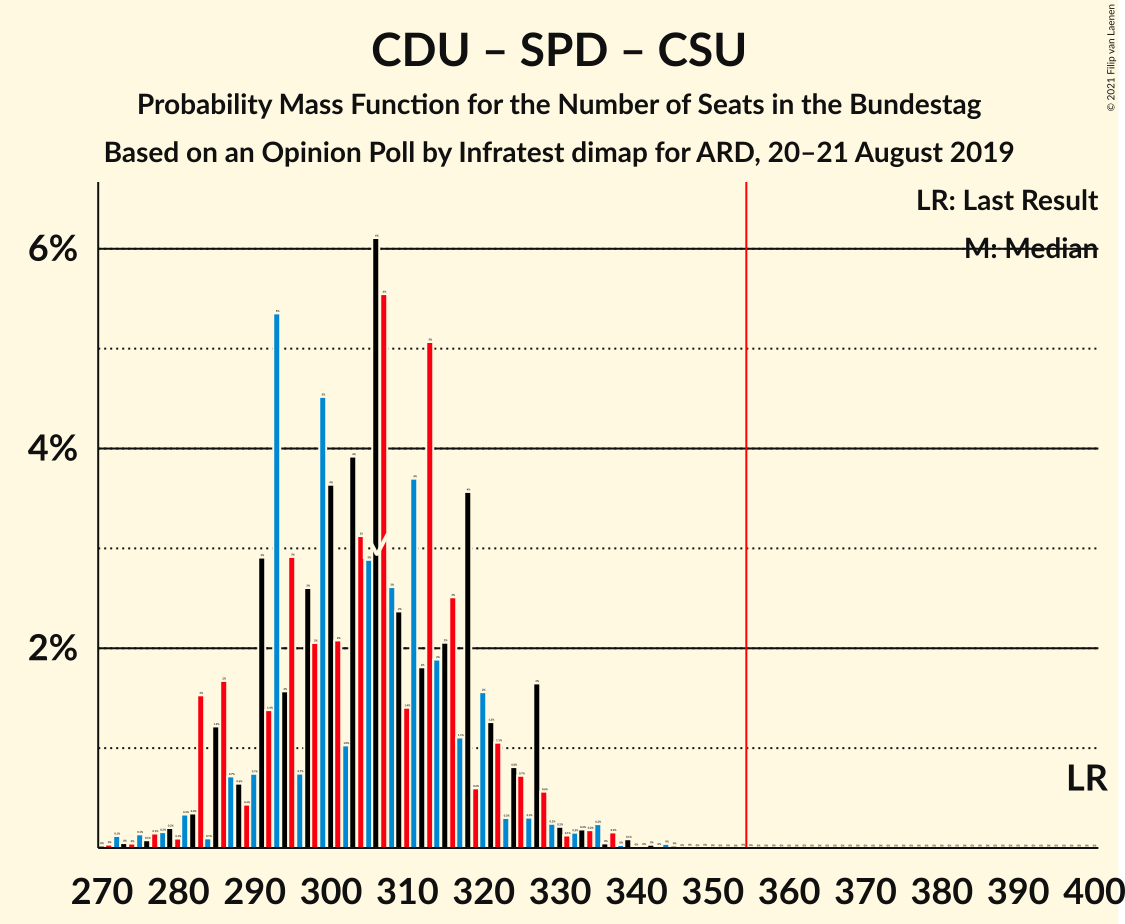 CDU – SPD – CSU
Probability Mass Function for the Number of Seats in the Bundestag
Based on an Opinion Poll by Infratest dimap for ARD, 20–21 August 2019
© 2021 Filip van Laenen
LR: Last Result
M: Median
6%
4%
2%
LR
270 280 290 300 310 320 330 340 350 360 370 380 390 400